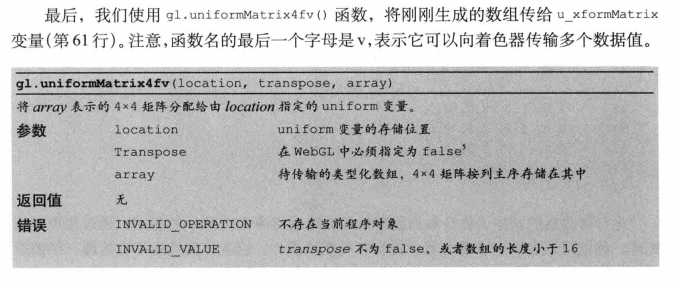 最后，我们使用 gl.uniformMatrix4fv() 函数，将刚刚生成的数组传给 u_xformMatrix
变量(第 61 行)。注意，函数名的最后一个字母是 v，表示它可以向着色器传输多个数据值。
gl.uniformMatrix4fv(location, transpose, array)
将 array 表示的 4×4 矩阵分配给由 location 指定的 uniform 变量。
参数 location uniform 变量的存储位置
Transpose 在 WebGL 中必须指定为 false⁵
array 待传输的类型化数组，4×4 矩阵按列主序存储在其中
返回值 无
错误 INVALID_OPERATION 不存在当前程序对象
INVALID_VALUE transpose 不为 false，或者数组的长度小于 16